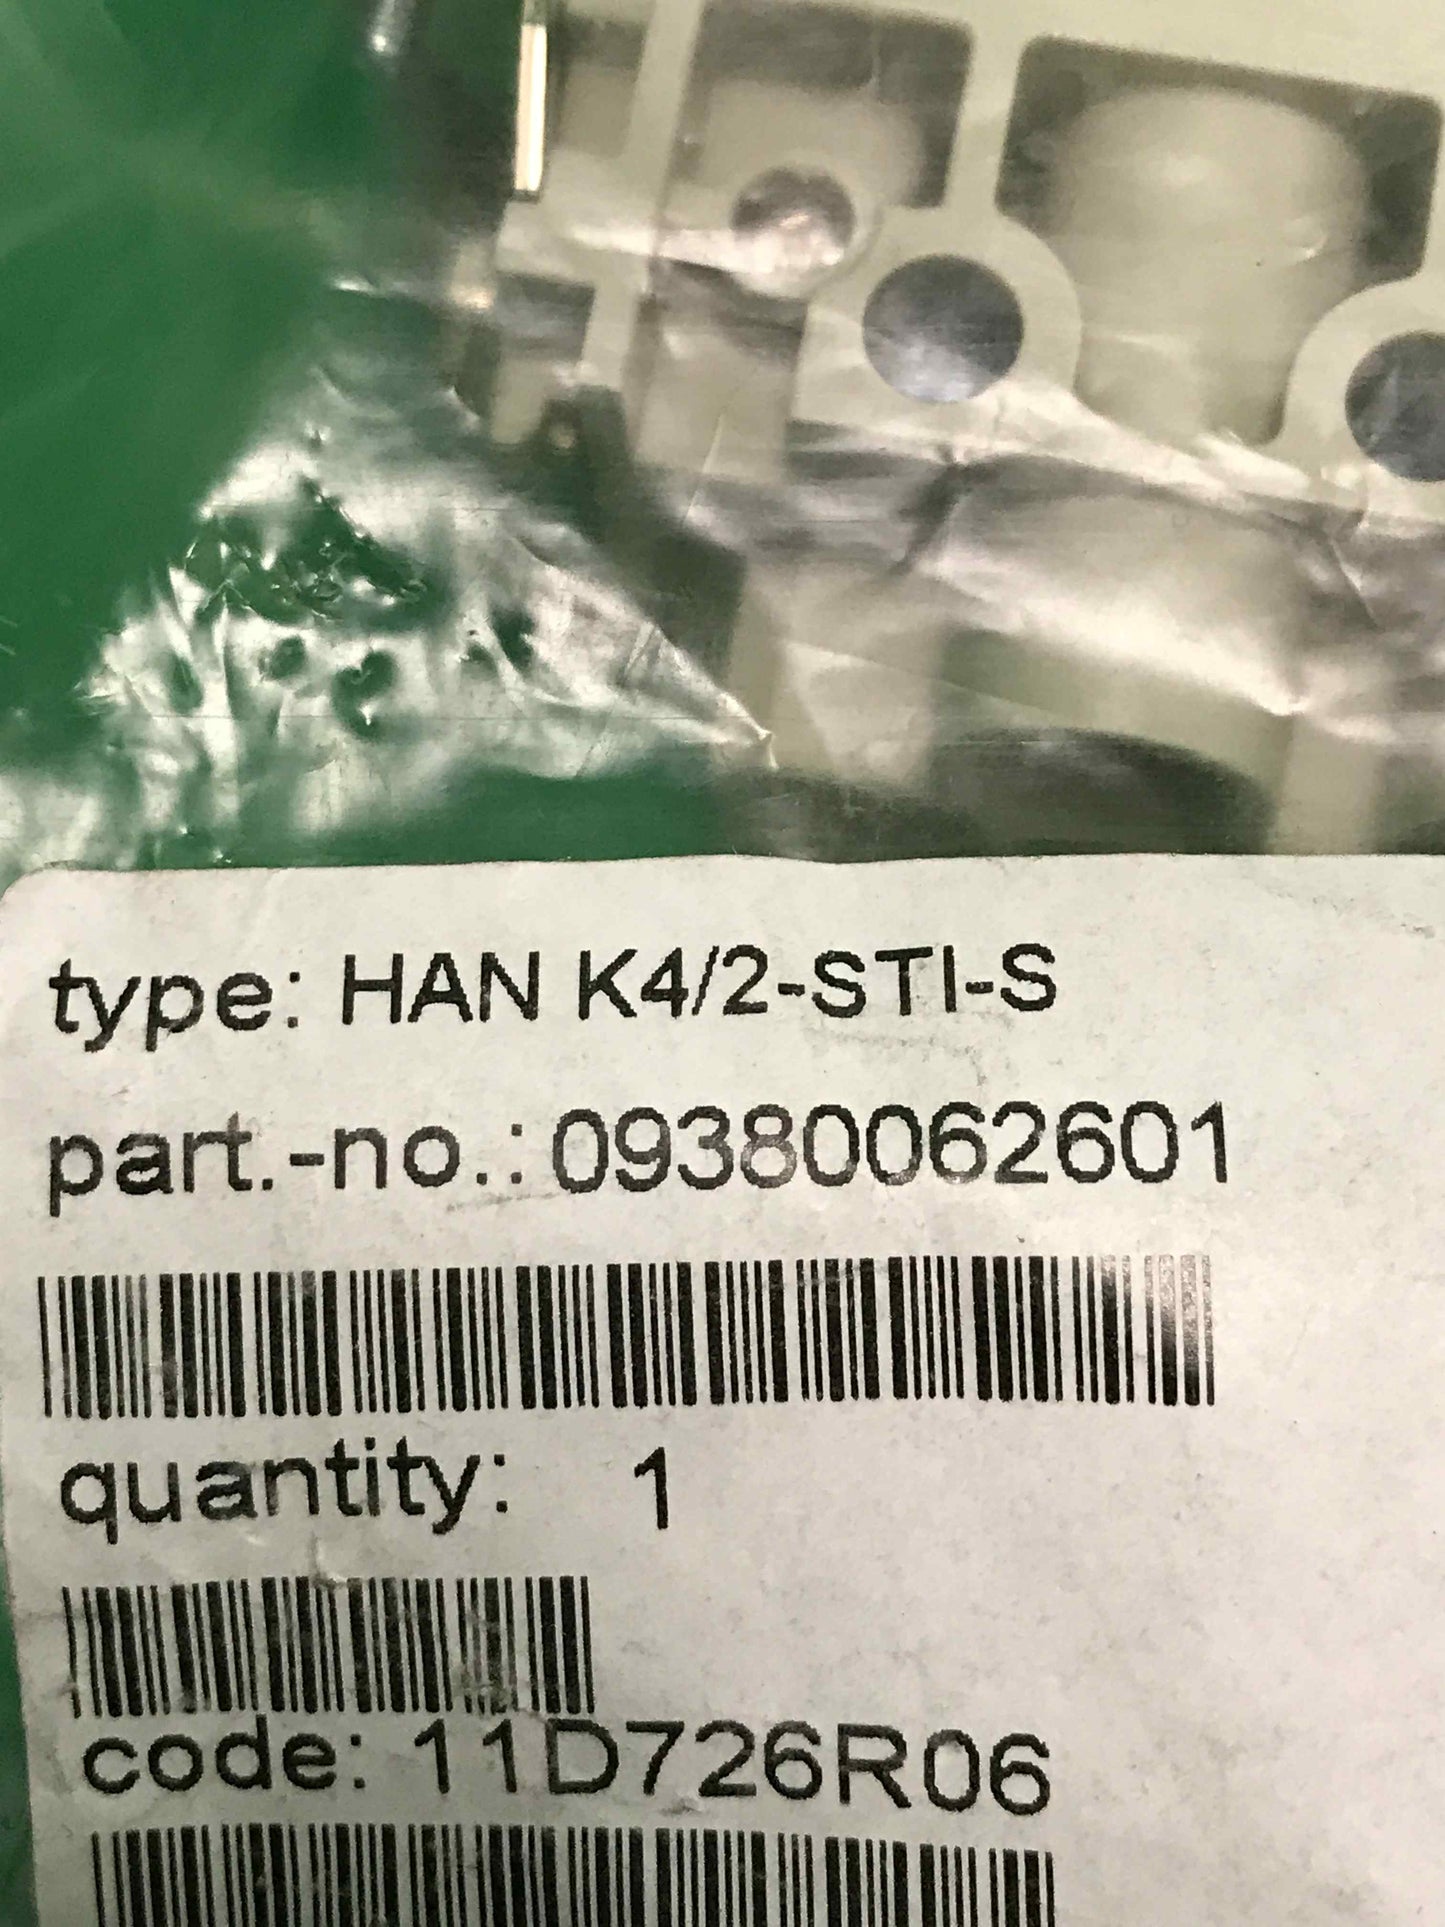 type: HAN K4/2-STI-S
part.-no.: 09380062601
quantity: 1
code: 11D726R06